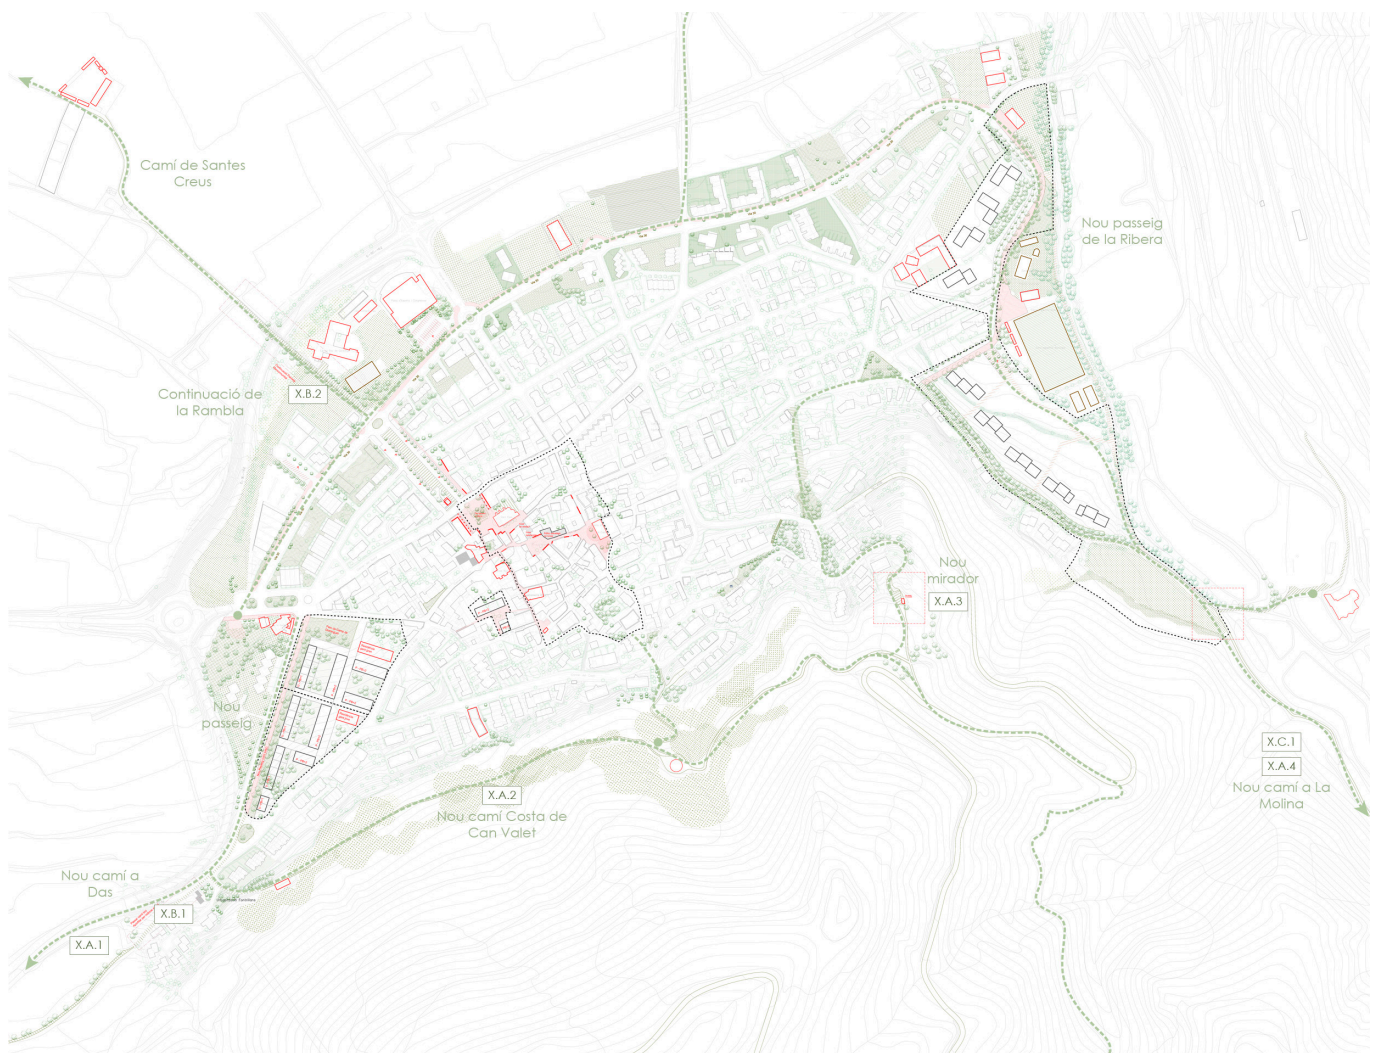 Camí de Santes
Creus
Nou passeig
de la Ribera
Continuació de
la Rambla
X.B.2
Nou
mirador
X.A.3
Nou
passeig
X.C.1
X.A.4
Nou camí a La
Molina
X.A.2
Nou camí Costa de
Can Valet
Nou camí a
Das
X.B.1
X.A.1